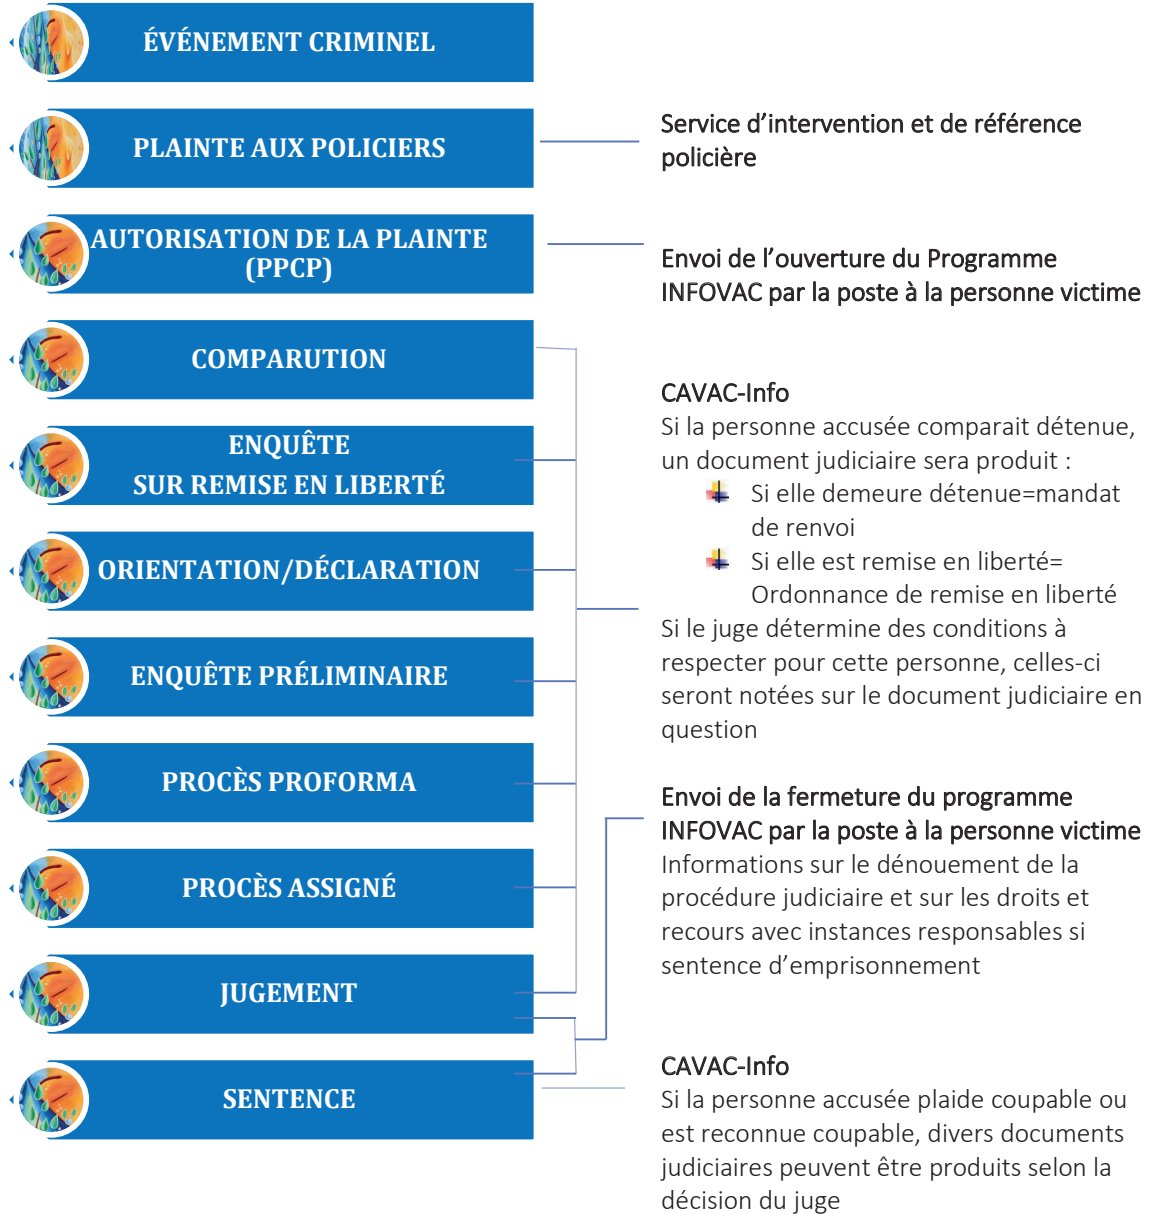 ÉVÉNEMENT CRIMINEL
PLAINTE AUX POLICIERS
Service d'intervention et de référence
policière
AUTORISATION DE LA PLAINTE
(PPCP)
Envoi de l'ouverture du Programme
INFOVAC par la poste à la personne victime
COMPARUTION
ENQUÊTE
SUR REMISE EN LIBERTÉ
ORIENTATION/DÉCLARATION
ENQUÊTE PRÉLIMINAIRE
PROCÈS PROFORMA
PROCÈS ASSIGNÉ
JUGEMENT
SENTENCE
CAVAC-Info
Si la personne accusée comparait détenue,
un document judiciaire sera produit :
Si elle demeure détenue=mandat
de renvoi
Si elle est remise en liberté=
Ordonnance de remise en liberté
Si le juge détermine des conditions à
respecter pour cette personne, celles-ci
seront notées sur le document judiciaire en
question
Envoi de la fermeture du programme
INFOVAC par la poste à la personne victime
Informations sur le dénouement de la
procédure judiciaire et sur les droits et
recours avec instances responsables si
sentence d'emprisonnement
CAVAC-Info
Si la personne accusée plaide coupable ou
est reconnue coupable, divers documents
judiciaires peuvent être produits selon la
décision du juge